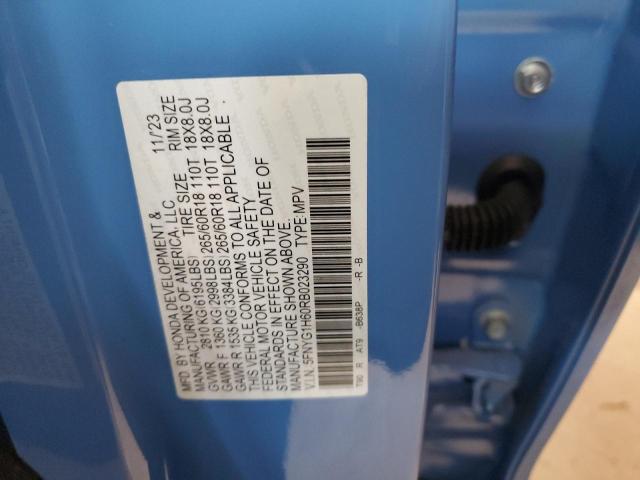 MFD. BY HONDA DEVELOPMENT & 11/'23
MANUFACTURING OF AMERICA, LLC TIRE SIZE RIM SIZE
GVWR 2810 KG (6195LBS) 265/60R18 110T 18X8.0J
GAWR F 1360 KG (2998LBS) 265/60R18 110T 18X8.0J
GAWR R 1535 KG (3384LBS)
THIS VEHICLE CONFORMS TO ALL APPLICABLE
FEDERAL MOTOR VEHICLE SAFETY
STANDARDS IN EFFECT ON THE DATE OF
MANUFACTURE SHOWN ABOVE.
V.I.N. 5FNYG1H60RB023290 TYPE:MPV
T90 R AT9 -B638P -R -B